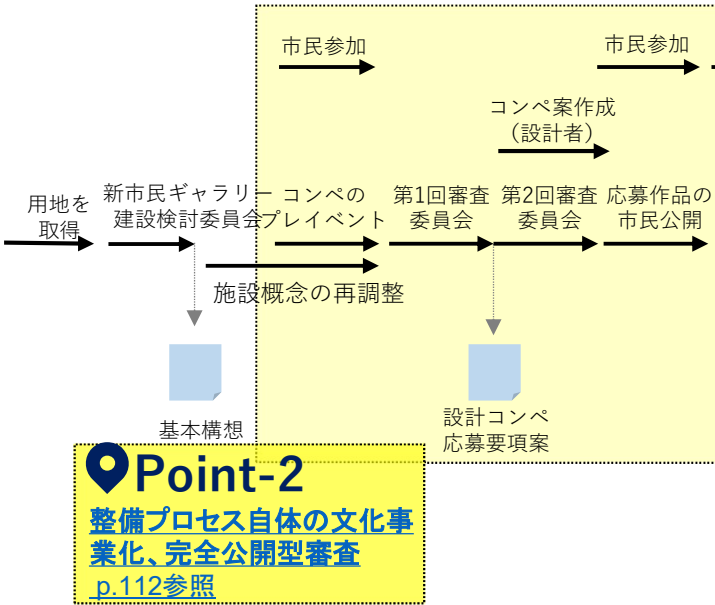 市民参加
市民参加
コンペ案作成
（設計者）
用地を
取得
新市民ギャラリー
建設検討委員会
コンペの
プレイベント
第1回審査
委員会
第2回審査
委員会
応募作品の
市民公開
施設概念の再調整
基本構想
設計コンペ
応募要項案
Point-2
整備プロセス自体の文化事
業化、完全公開型審査
p.112参照